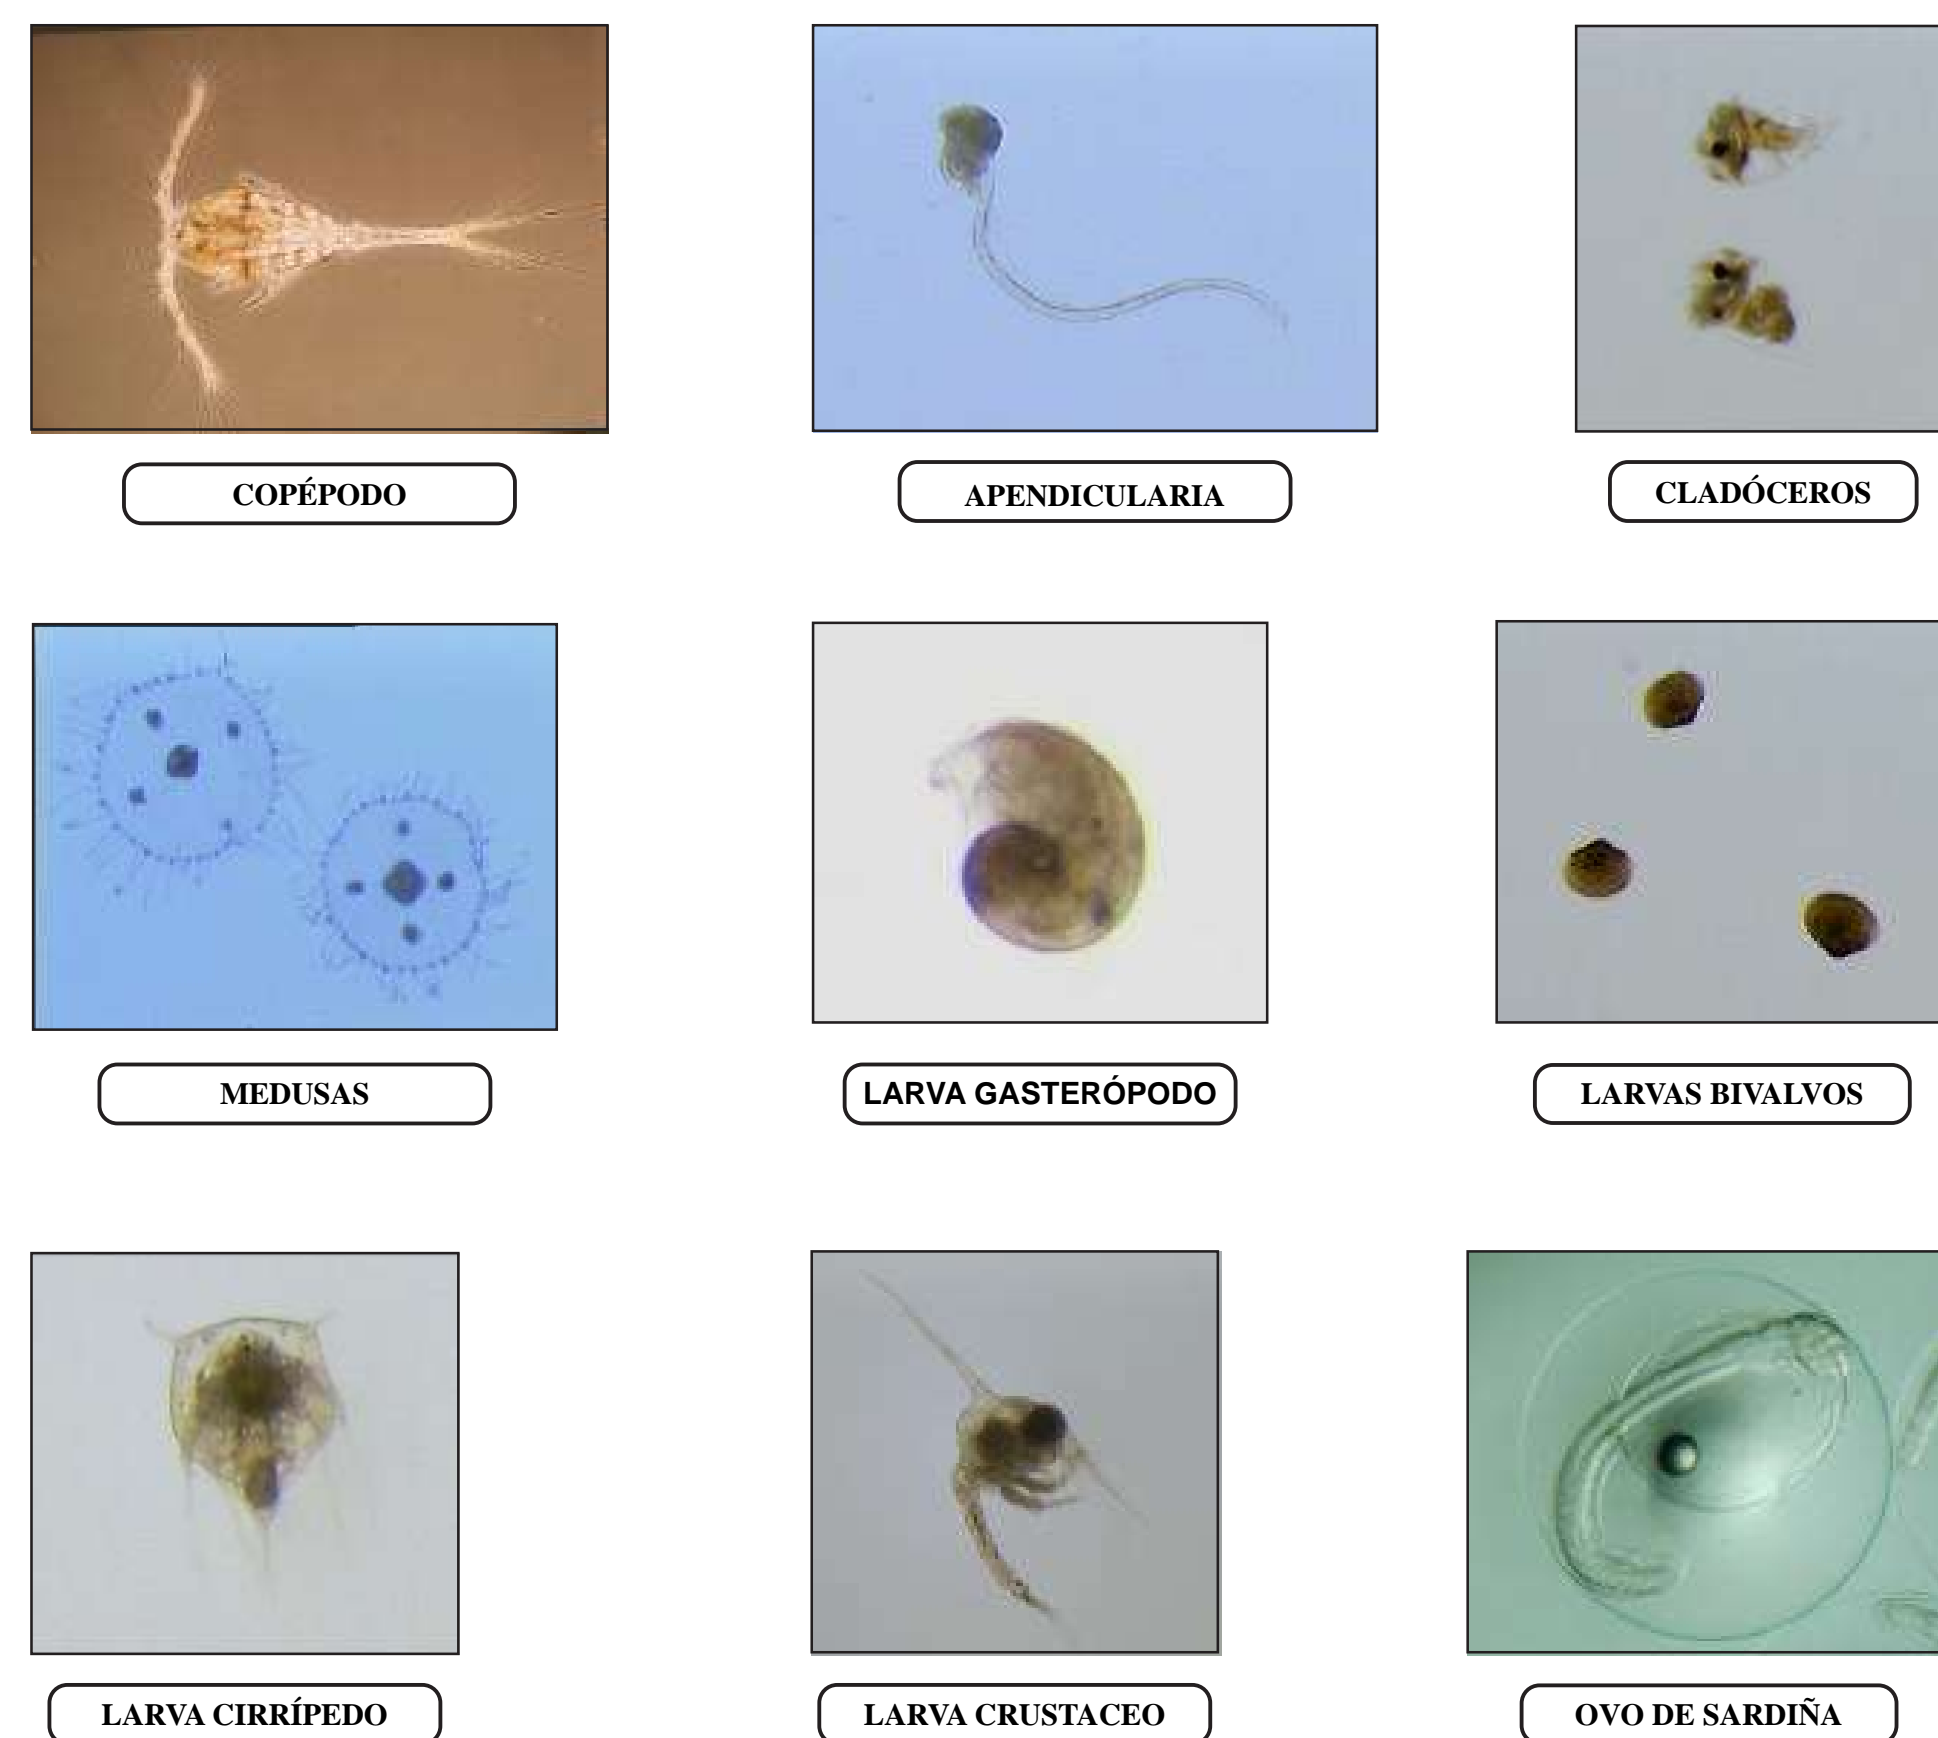 COPÉPODO
APENDICULARIA
CLADÓCEROS
MEDUSAS
LARVA GASTERÓPODO
LARVAS BIVALVOS
LARVA CIRRÍPEDO
LARVA CRUSTACEO
OVO DE SARDIÑA